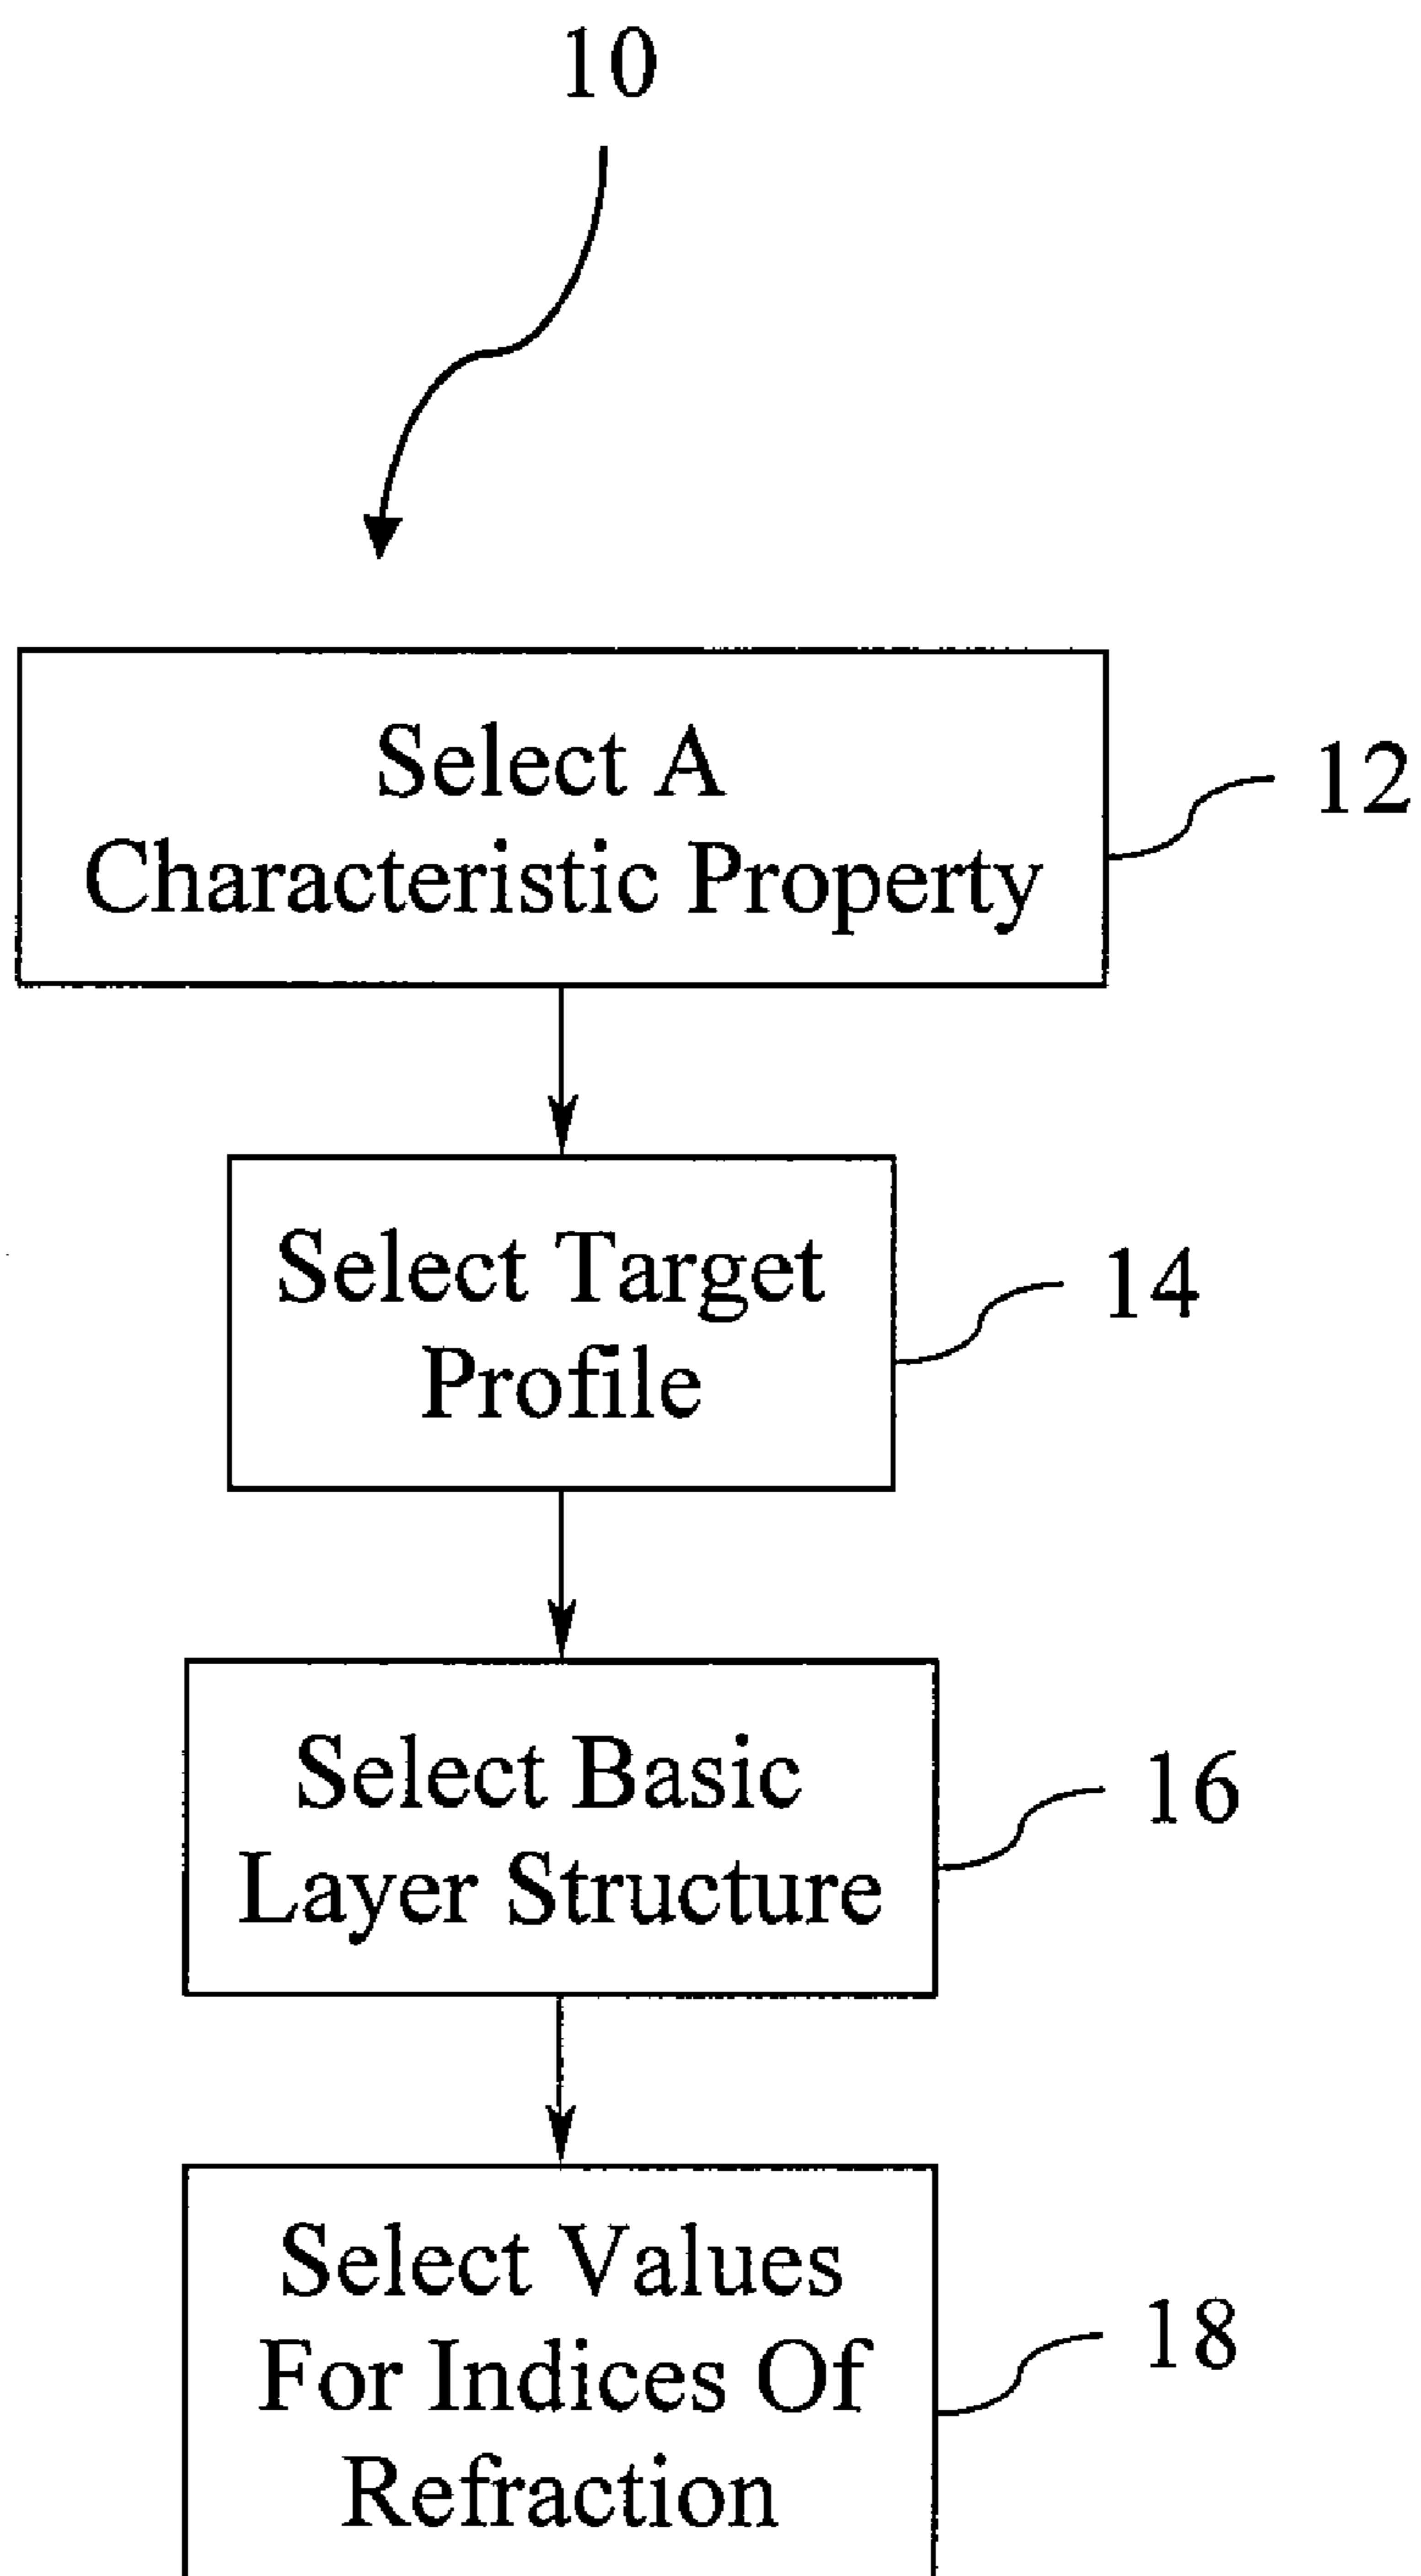 10
Select A
Characteristic Property
12
Select Target
Profile
14
Select Basic
Layer Structure
16
Select Values
For Indices Of
Refraction
18